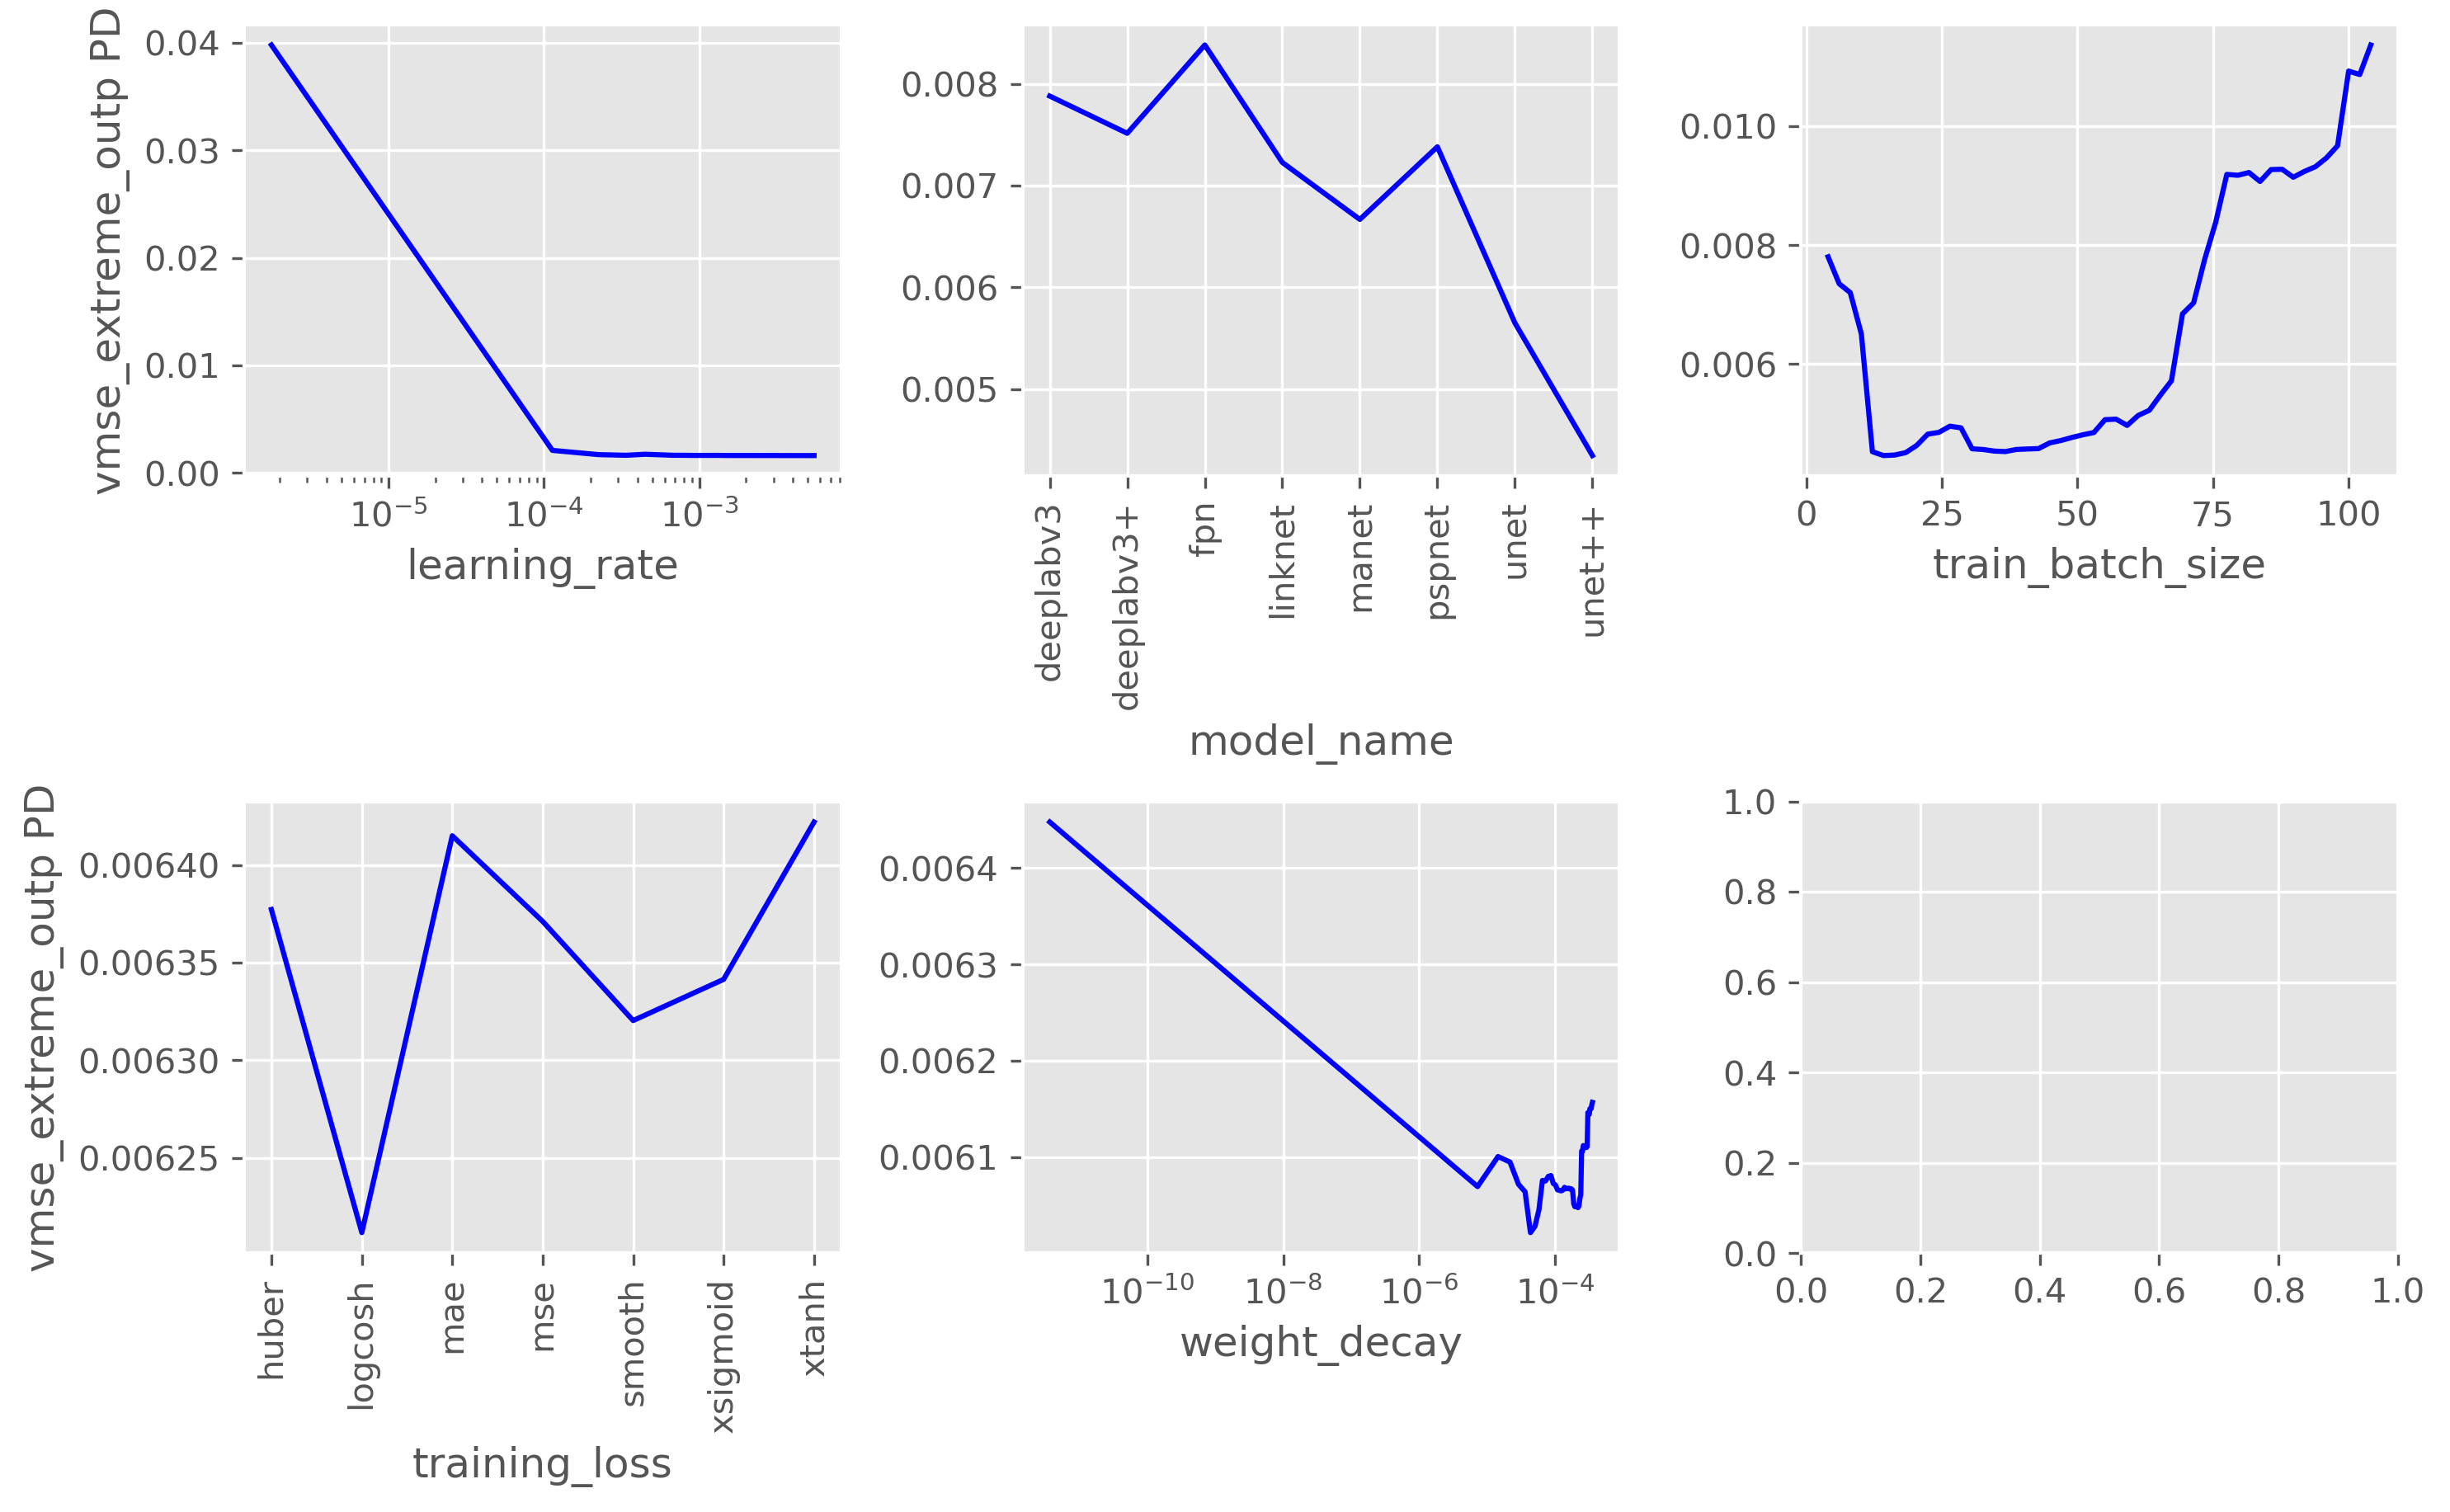 vmse_extreme_outp PD
0.04
0.03
0.02
0.01
0.00
10⁻⁵ 10⁻⁴ 10⁻³
learning_rate
0.008
0.007
0.006
0.005
deeplabv3
deeplabv3+
fpn
linknet
manet
pspnet
unet
unet++
model_name
0.010
0.008
0.006
0 25 50 75 100
train_batch_size
vmse_extreme_outp PD
0.00640
0.00635
0.00630
0.00625
huber
logcosh
mae
mse
smooth
xsigmoid
xtanh
training_loss
0.0064
0.0063
0.0062
0.0061
10⁻¹⁰ 10⁻⁸ 10⁻⁶ 10⁻⁴
weight_decay
1.0
0.8
0.6
0.4
0.2
0.0
0.0 0.2 0.4 0.6 0.8 1.0